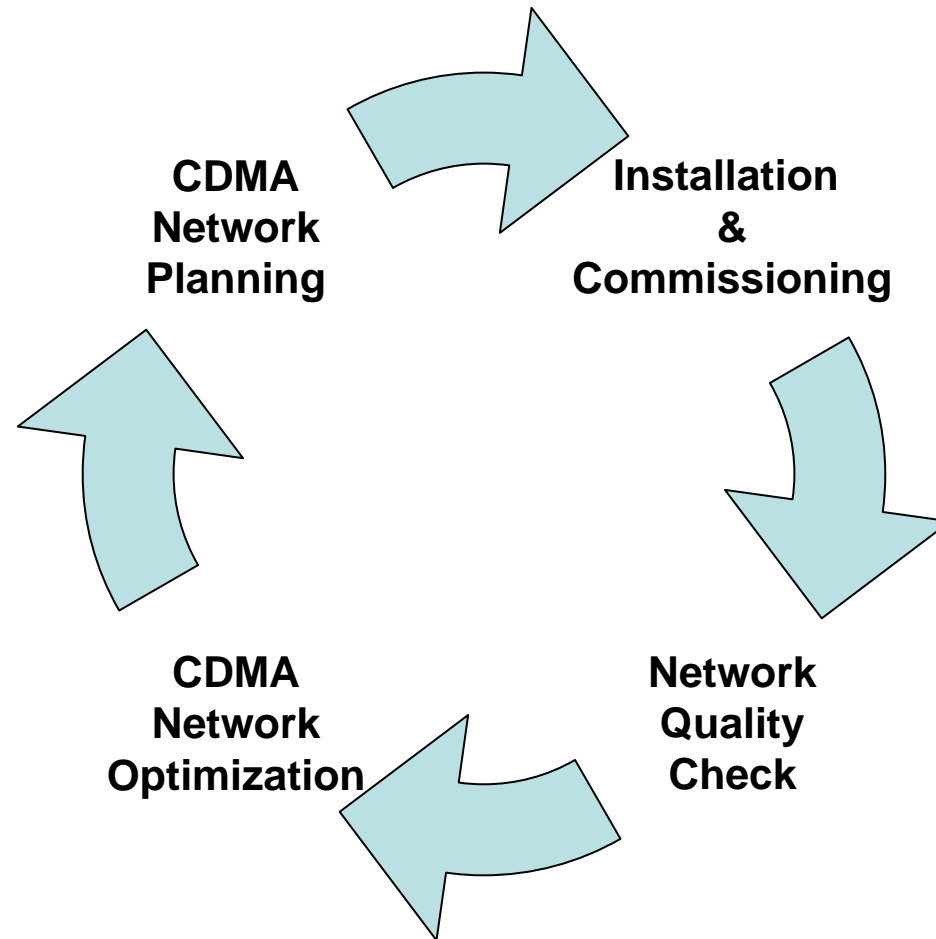 CDMA
Network
Planning
Installation
&
Commissioning
Network
Quality
Check
CDMA
Network
Optimization